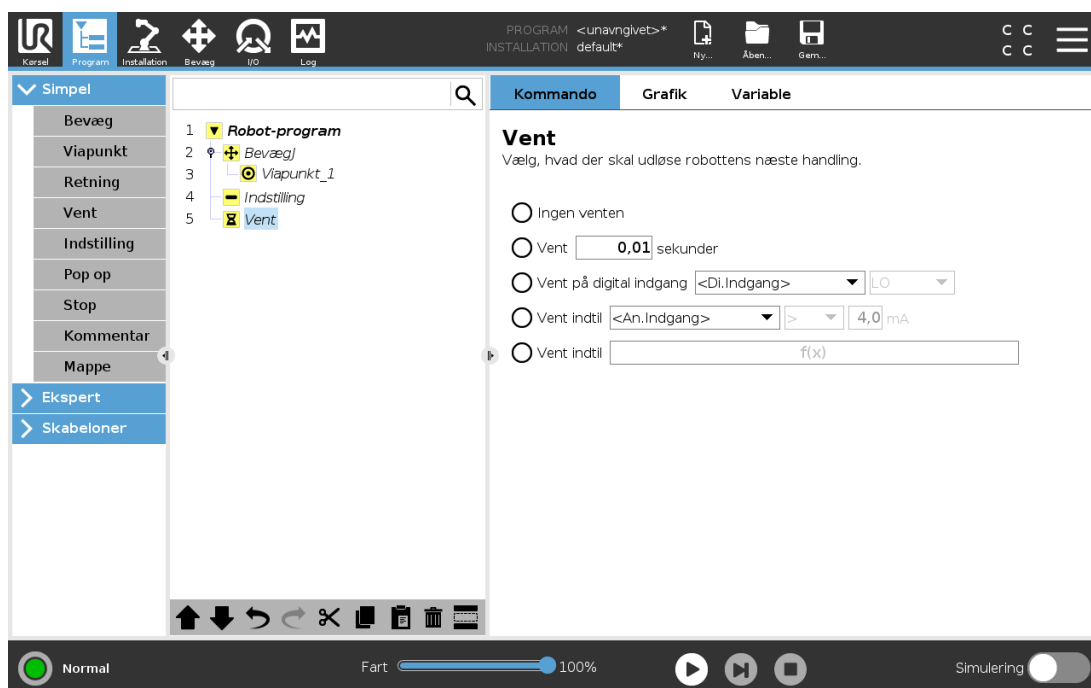 PROGRAM <unavngivet>*
INSTALLATION default*
UR
Kørsel Program Installation Bevæg I/O Log
Ny... Åben... Gem...
C C
C C
Simpel
Bevæg
Viapunkt
Retning
Vent
Indstilling
Pop op
Stop
Kommentar
Mappe
Ekspert
Skabeloner
1 Robot-program
2 BevægJ
3 Viapunkt_1
4 Indstilling
5 Vent
Kommando Grafik Variable
Vent
Vælg, hvad der skal udløse robottens næste handling.
Ingen venten
Vent 0,01 sekunder
Vent på digital indgang <Di.Indgang> LO
Vent indtil <An.Indgang> > 4,0 mA
Vent indtil f(x)
Normal
Fart 100%
Simulering